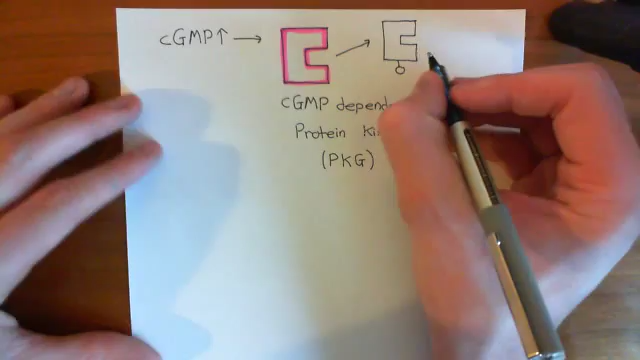 cGMP↑ →
cGMP depend
Protein Ki
(PKG)